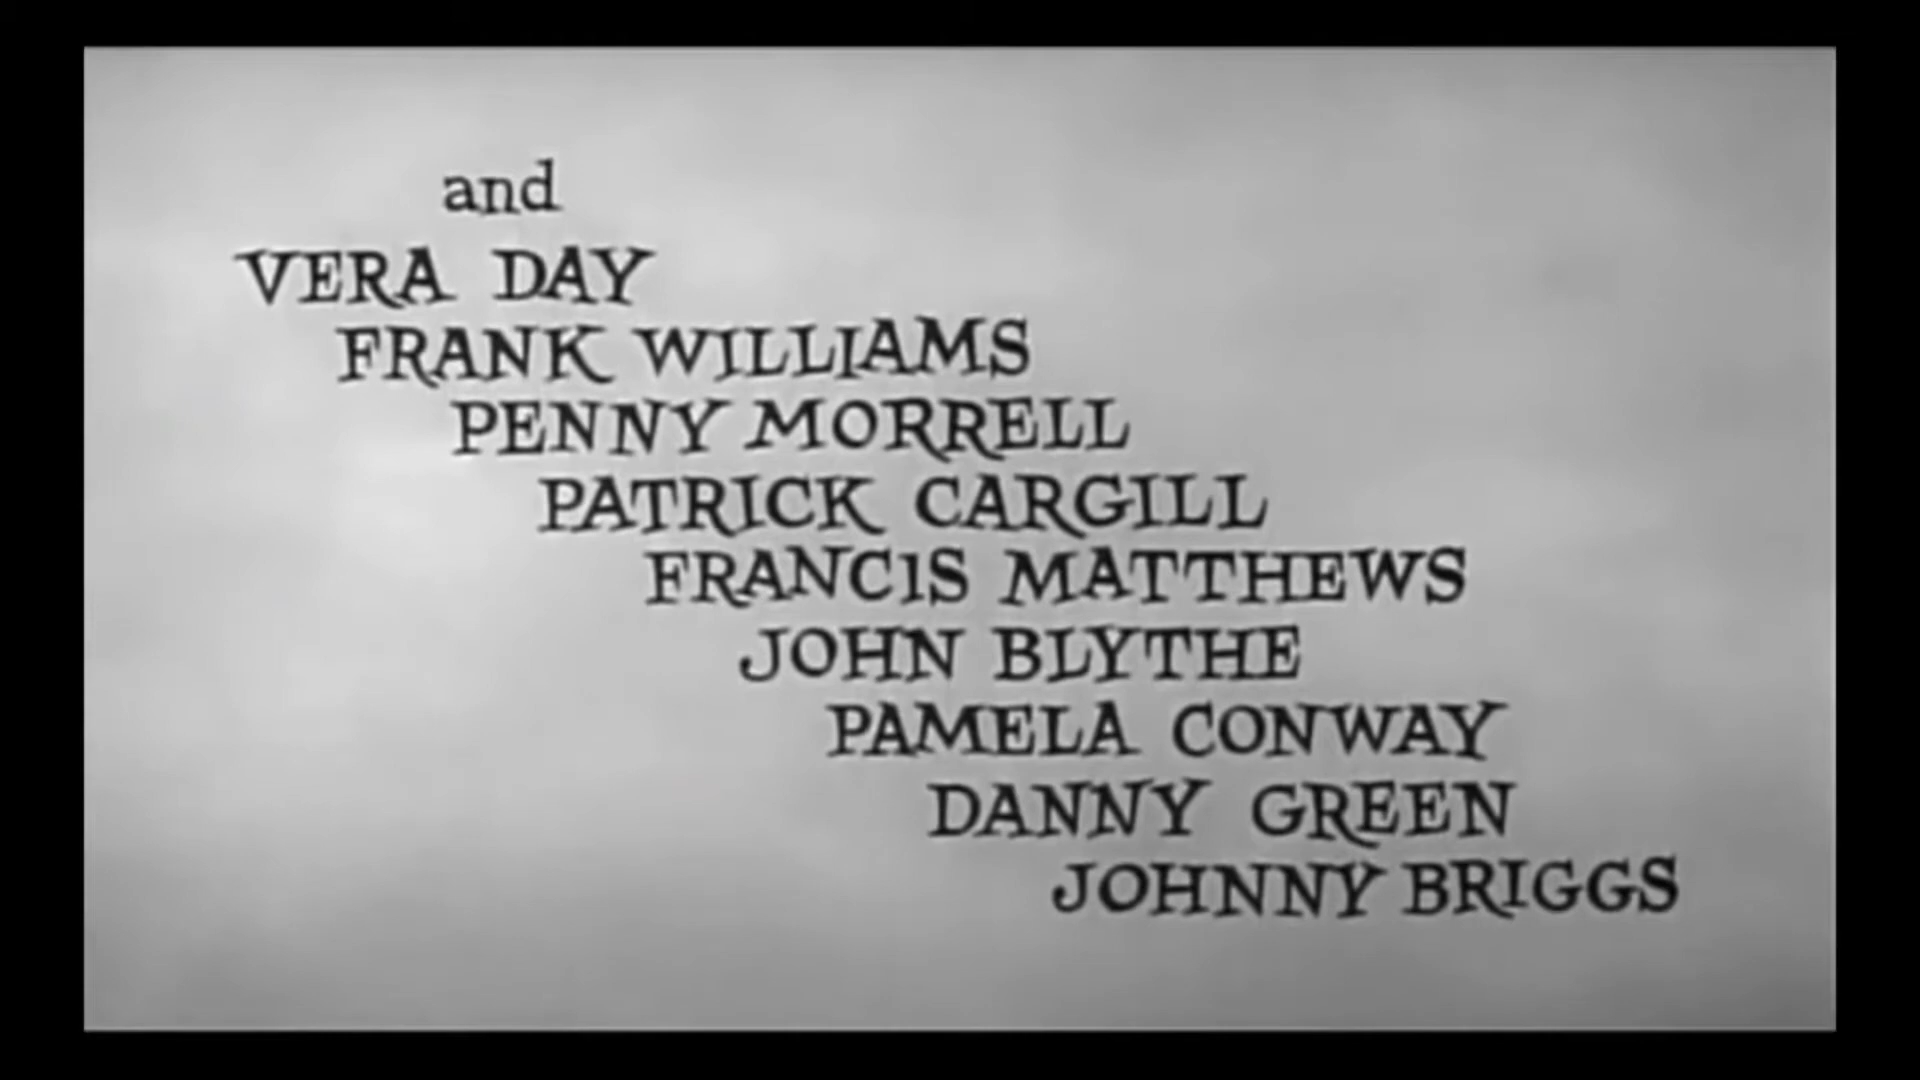 and
VERA DAY
FRANK WILLIAMS
PENNY MORRELL
PATRICK CARGILL
FRANCIS MATTHEWS
JOHN BLYTHE
PAMELA CONWAY
DANNY GREEN
JOHNNY BRIGGS